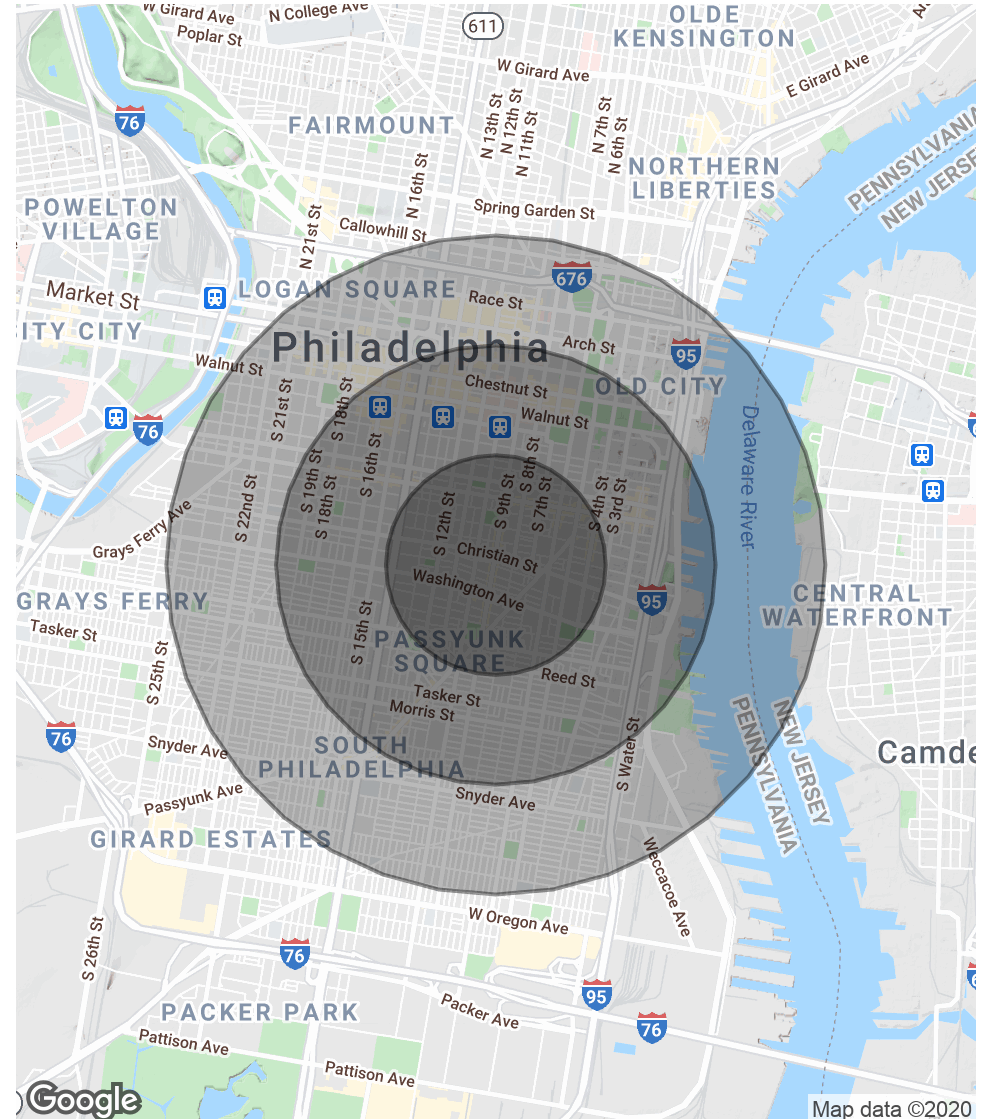 W Girard Ave
N College Ave
Poplar St
611
OLDE
KENSINGTON
W Girard Ave
E Girard Ave
76
FAIRMOUNT
N 13th St
N 12th St
N 11th St
N 7th St
N 6th St
NORTHERN
LIBERTIES
PENNSYLVANIA
NEW JERSEY
N 16th St
POWELTON
VILLAGE
N 21st St
Spring Garden St
Callowhill St
676
Market St
LOGAN SQUARE
Race St
ITY CITY
Philadelphia
Arch St
95
Walnut St
Chestnut St
OLD CITY
Walnut St
S 21st St
S 18th St
76
Delaware River
S 16th St
S 8th St
S 19th St
S 18th St
S 22nd St
S 9th St
S 7th St
S 4th St
S 3rd St
S 12th St
Grays Ferry Ave
Christian St
Washington Ave
GRAYS FERRY
95
CENTRAL
WATERFRONT
Tasker St
S 15th St
PASSYUNK
SQUARE
S 25th St
Reed St
Tasker St
Morris St
76
Snyder Ave
SOUTH
PHILADELPHIA
S Water St
PENNSYLVANIA
NEW JERSEY
Camde
Passyunk Ave
Snyder Ave
GIRARD ESTATES
Weccacoe Ave
W Oregon Ave
S 26th St
76
95
PACKER PARK
Packer Ave
76
Pattison Ave
Pattison Ave
Google
Map data ©2020